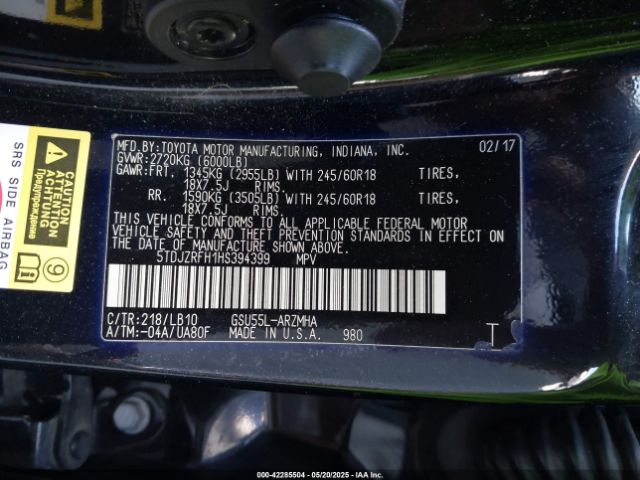 MFD.BY:TOYOTA MOTOR MANUFACTURING, INDIANA, INC. 02/17
GVWR:2720KG (6000LB)
GAWR:FRT. 1345KG (2955LB) WITH 245/60R18 TIRES,
18X7.5J RIMS,
RR. 1590KG (3505LB) WITH 245/60R18 TIRES,
18X7.5J RIMS,
THIS VEHICLE CONFORMS TO ALL APPLICABLE FEDERAL MOTOR
VEHICLE SAFETY AND THEFT PREVENTION STANDARDS IN EFFECT
ON THE DATE OF MANUFACTURE SHOWN ABOVE.
5TDJZRFH1HS394399 MPV
C/TR:218/LB10 GSU55L-ARZMHA
A/TM:-04A/UA80F MADE IN U.S.A. 980 T
SRS SIDE AIRBAG
ATTENTION
ACHTUNG
Предупреждение
9
000-42285504 - 05/20/2025 - IAA Inc.